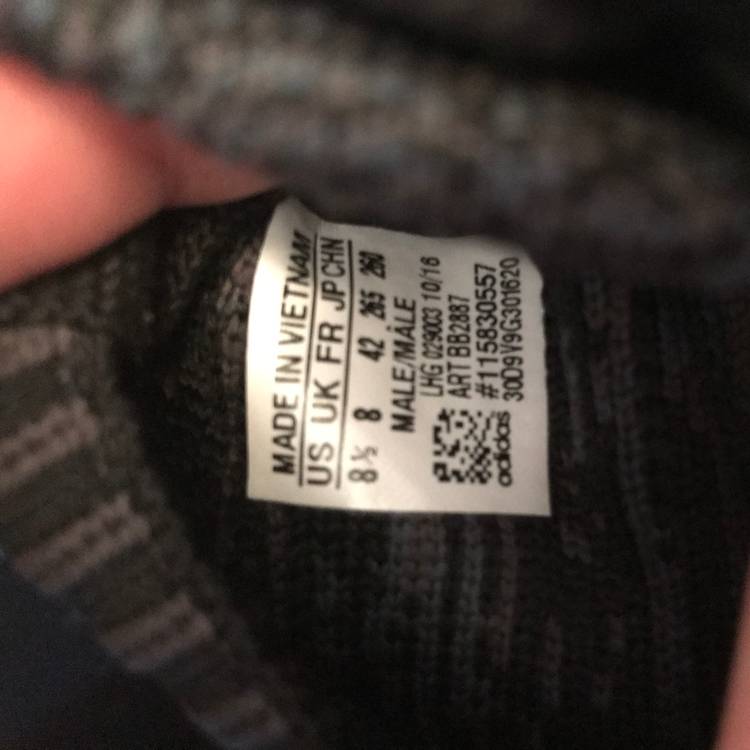 MADE IN VIETNAM
US UK FR JP CHN
8½ 8 42 265 260
MALE/MÂLE
LHG 029003 10/16
ART BB2887
#115830557
adidas 30D9V9G301620